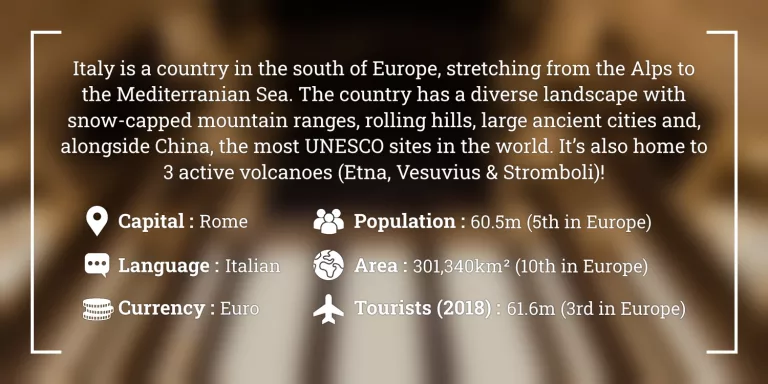 Italy is a country in the south of Europe, stretching from the Alps to
the Mediterranian Sea. The country has a diverse landscape with
snow-capped mountain ranges, rolling hills, large ancient cities and,
alongside China, the most UNESCO sites in the world. It's also home to
3 active volcanoes (Etna, Vesuvius & Stromboli)!
Capital : Rome
Population : 60.5m (5th in Europe)
Language : Italian
Area : 301,340km² (10th in Europe)
Currency : Euro
Tourists (2018) : 61.6m (3rd in Europe)